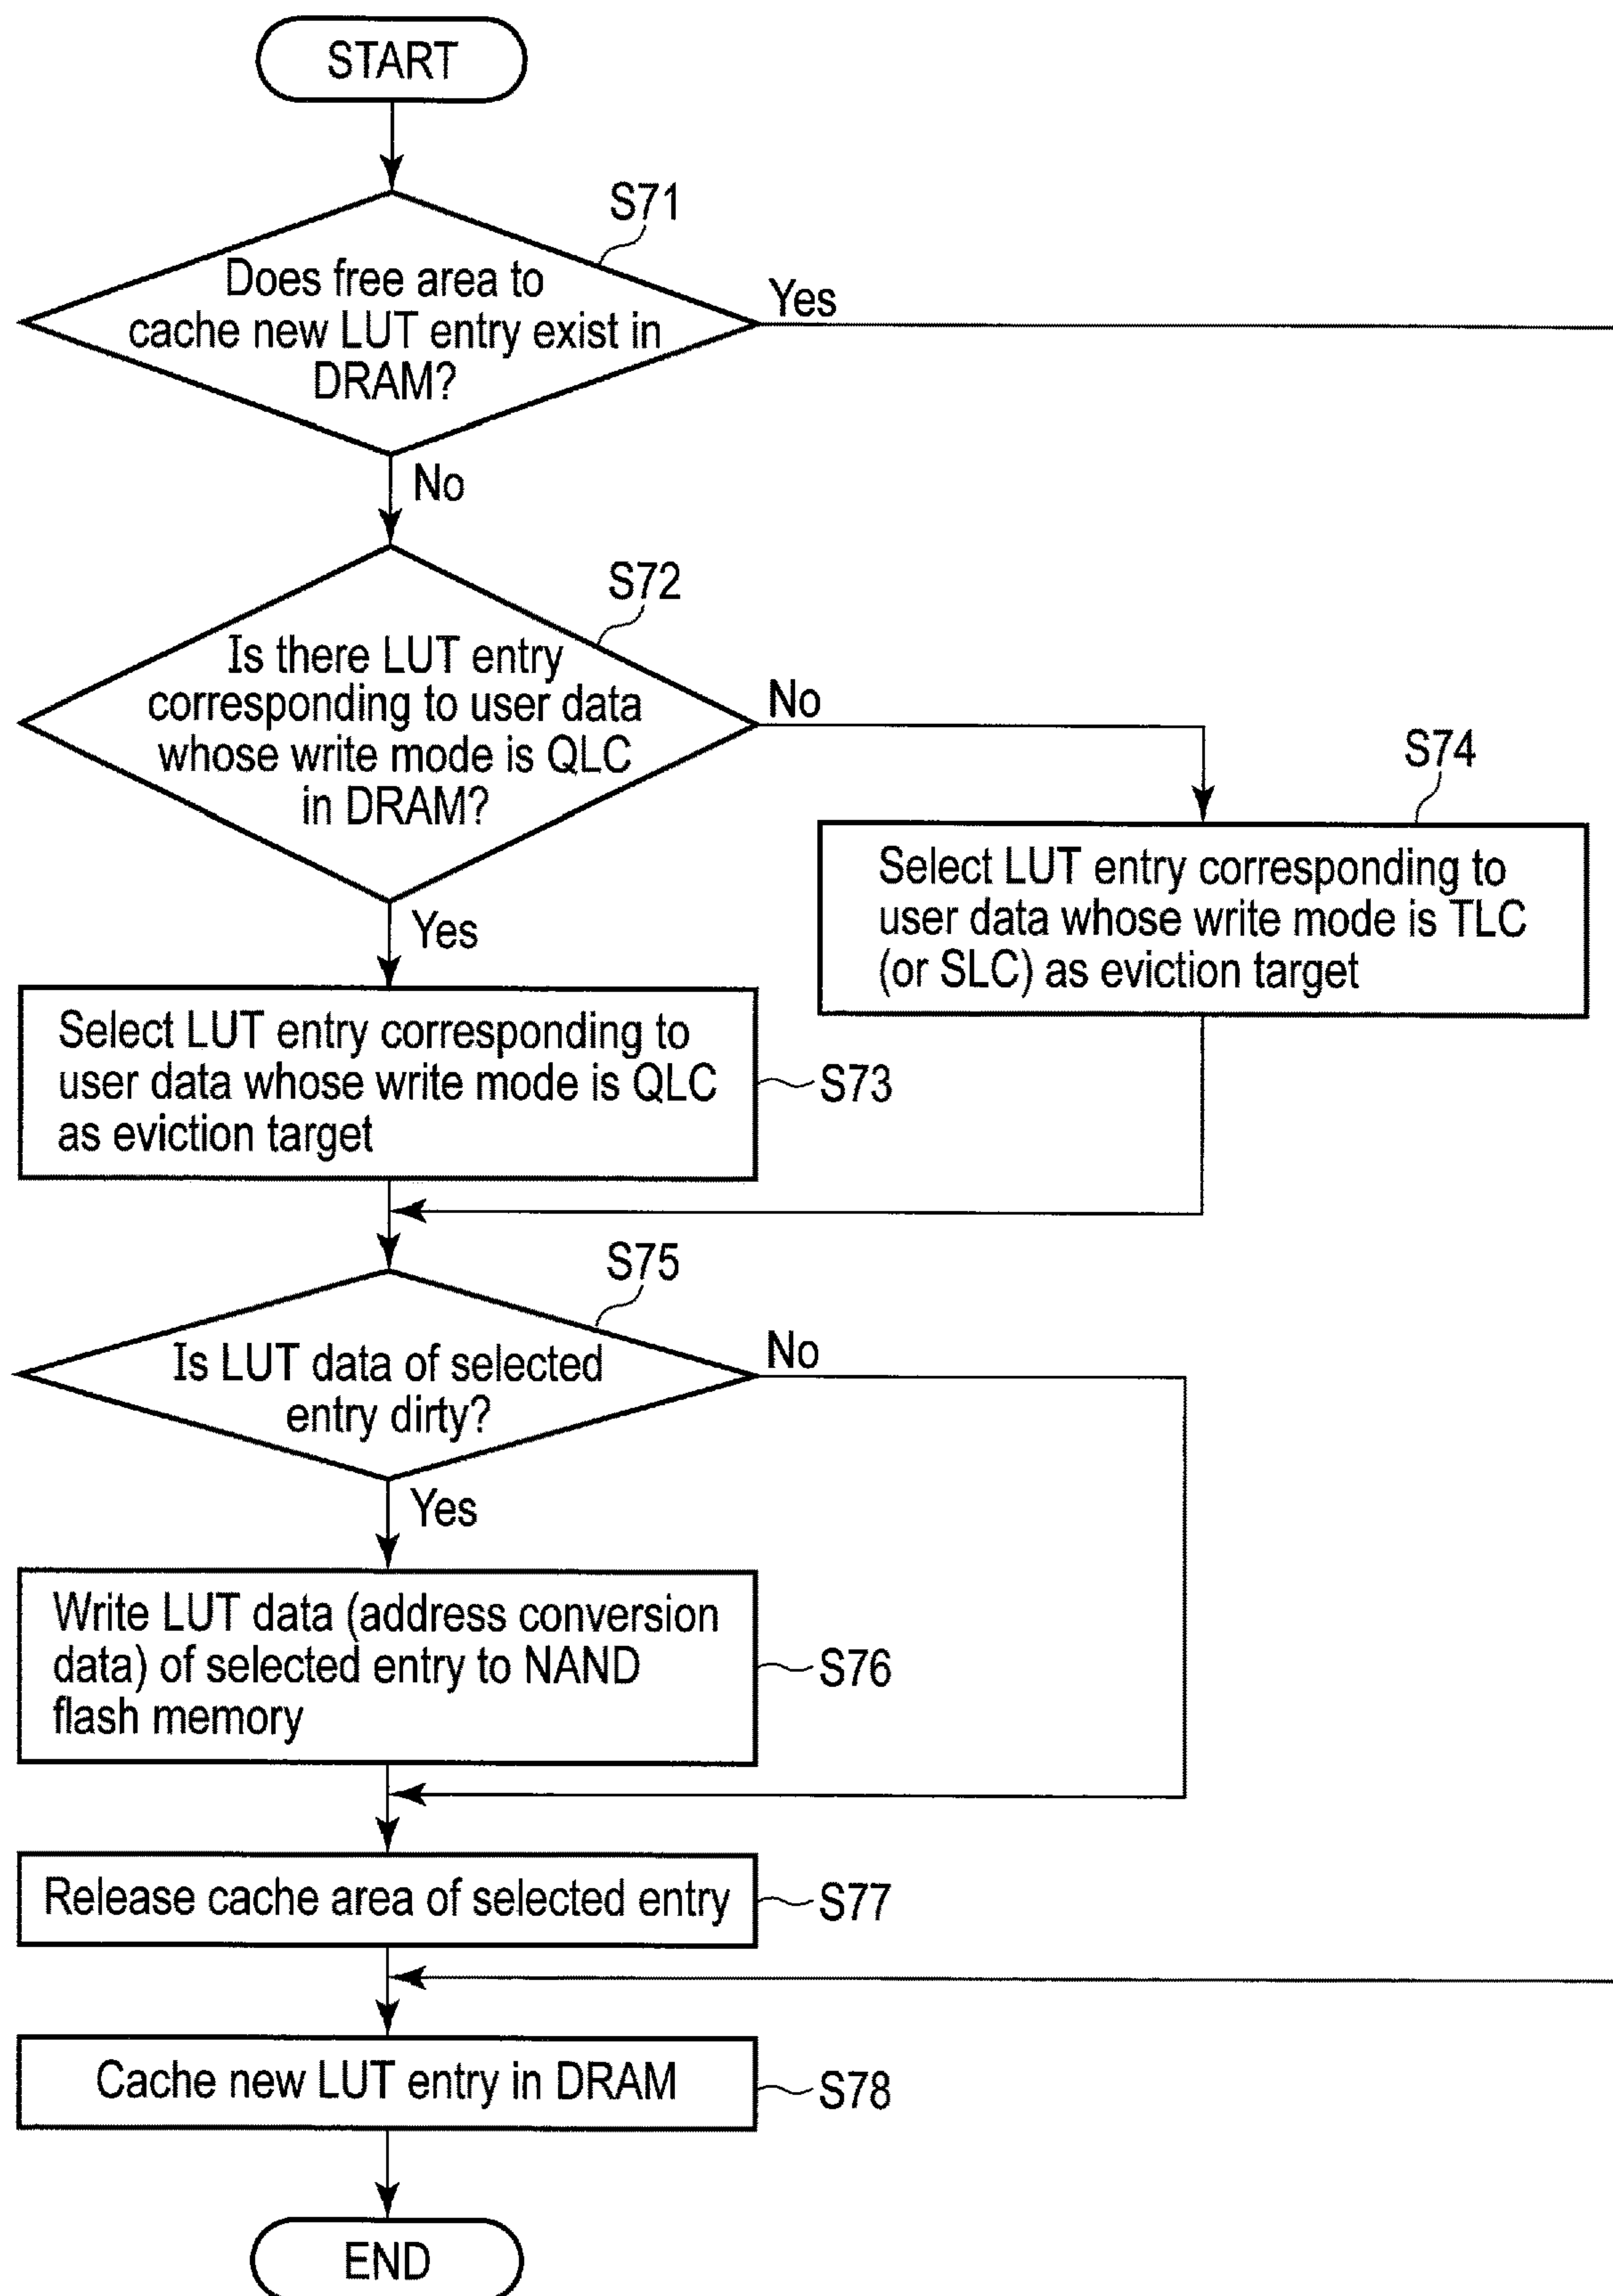 START
S71
Does free area to
cache new LUT entry exist in
DRAM?
Yes
No
S72
Is there LUT entry
corresponding to user data
whose write mode is QLC
in DRAM?
No
Yes
S74
Select LUT entry corresponding to
user data whose write mode is TLC
(or SLC) as eviction target
Select LUT entry corresponding to
user data whose write mode is QLC
as eviction target
S73
S75
Is LUT data of selected
entry dirty?
No
Yes
Write LUT data (address conversion
data) of selected entry to NAND
flash memory
S76
Release cache area of selected entry
S77
Cache new LUT entry in DRAM
S78
END